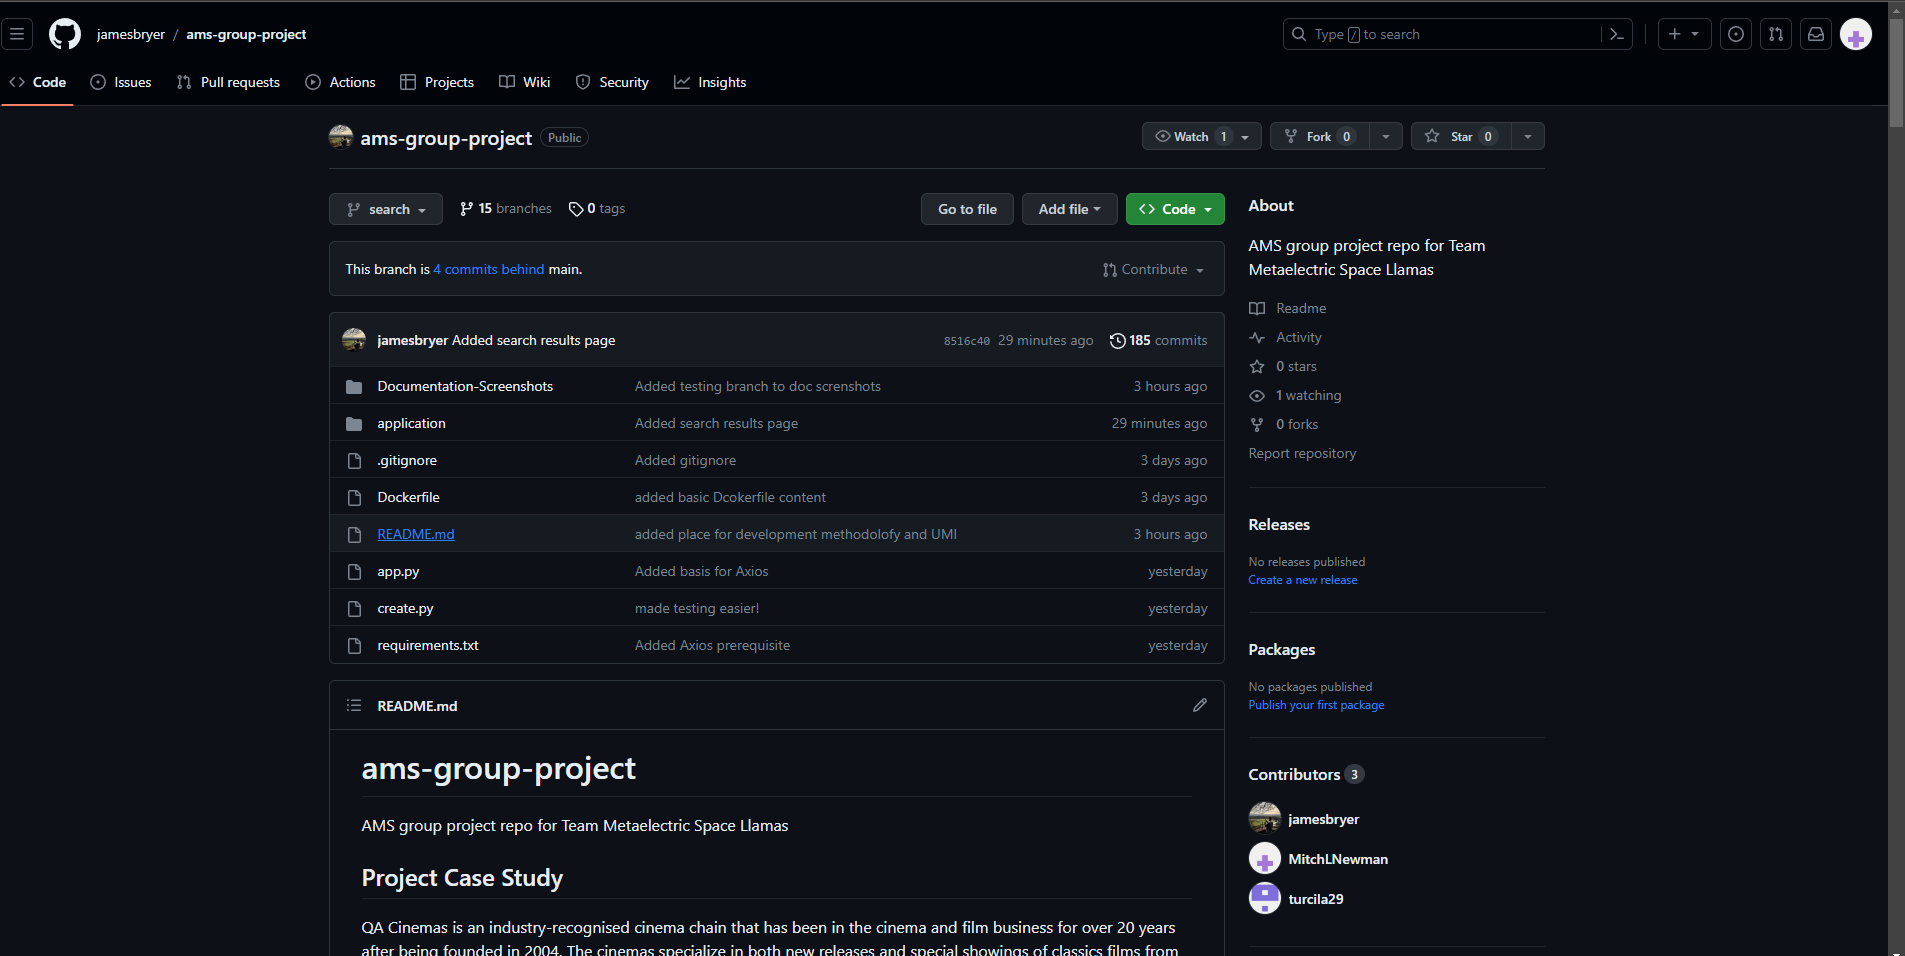 jamesbryer / ams-group-project
Type / to search
Code Issues Pull requests Actions Projects Wiki Security Insights
ams-group-project Public
Watch 1 Fork 0 Star 0
search 15 branches 0 tags Go to file Add file Code
This branch is 4 commits behind main. Contribute
jamesbryer Added search results page 8516c40 29 minutes ago 185 commits
Documentation-Screenshots Added testing branch to doc screnshots 3 hours ago
application Added search results page 29 minutes ago
.gitignore Added gitignore 3 days ago
Dockerfile added basic Dcokerfile content 3 days ago
README.md added place for development methodolofy and UMl 3 hours ago
app.py Added basis for Axios yesterday
create.py made testing easier! yesterday
requirements.txt Added Axios prerequisite yesterday
README.md
ams-group-project
AMS group project repo for Team Metaelectric Space Llamas
Project Case Study
QA Cinemas is an industry-recognised cinema chain that has been in the cinema and film business for over 20 years
after being founded in 2004. The cinemas specialize in both new releases and special showings of classics films from
About
AMS group project repo for Team
Metaelectric Space Llamas
Readme
Activity
0 stars
1 watching
0 forks
Report repository
Releases
No releases published
Create a new release
Packages
No packages published
Publish your first package
Contributors 3
jamesbryer
MitchLNewman
turcila29